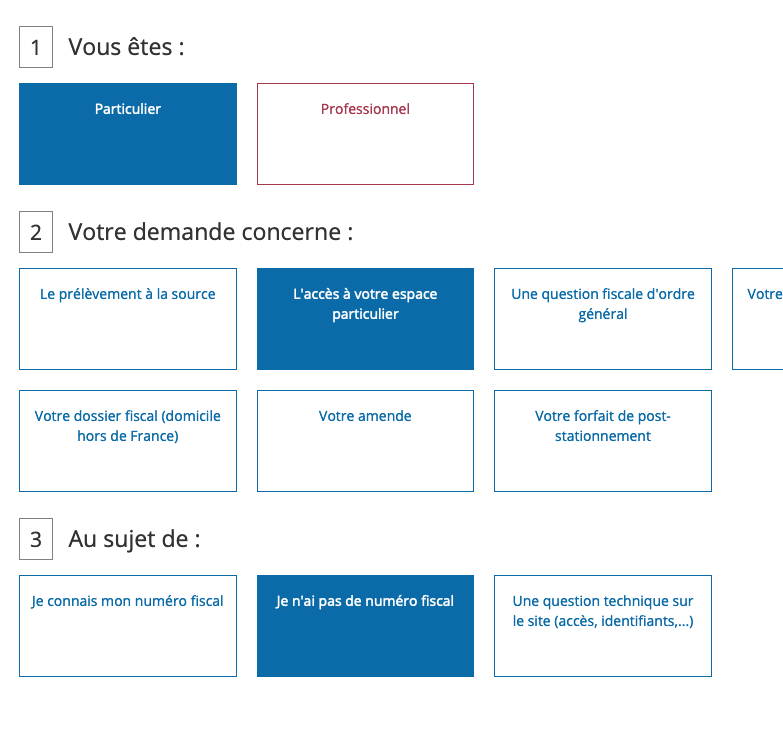 1 Vous êtes :
Particulier
Professionnel
2 Votre demande concerne :
Le prélèvement à la source
L'accès à votre espace
particulier
Une question fiscale d'ordre
général
Votre
Votre dossier fiscal (domicile
hors de France)
Votre amende
Votre forfait de post-
stationnement
3 Au sujet de :
Je connais mon numéro fiscal
Je n'ai pas de numéro fiscal
Une question technique sur
le site (accès, identifiants,...)